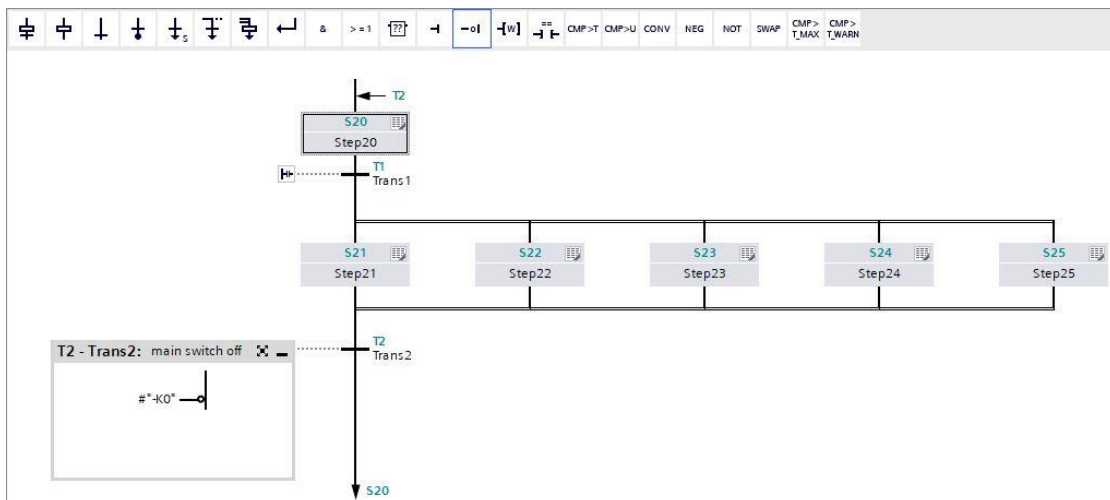 S & >=1 ?? [W] == CMP>T CMP>U CONV NEG NOT SWAP CMP> T_MAX CMP> T_WARN
T2
S20
Step20
T1
Trans1
S21 S22 S23 S24 S25
Step21 Step22 Step23 Step24 Step25
T2 - Trans2: main switch off
T2
Trans2
#"-K0"
S20